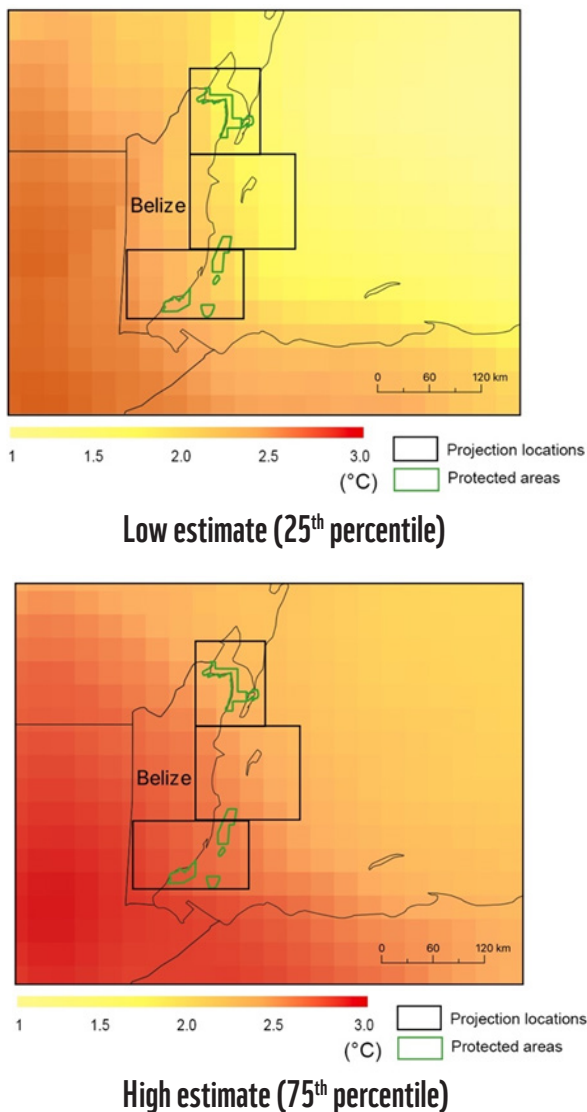 Belize
0 60 120 km
1 1.5 2.0 2.5 3.0
(°C)
Projection locations
Protected areas
Low estimate (25th percentile)
Belize
0 60 120 km
1 1.5 2.0 2.5 3.0
(°C)
Projection locations
Protected areas
High estimate (75th percentile)